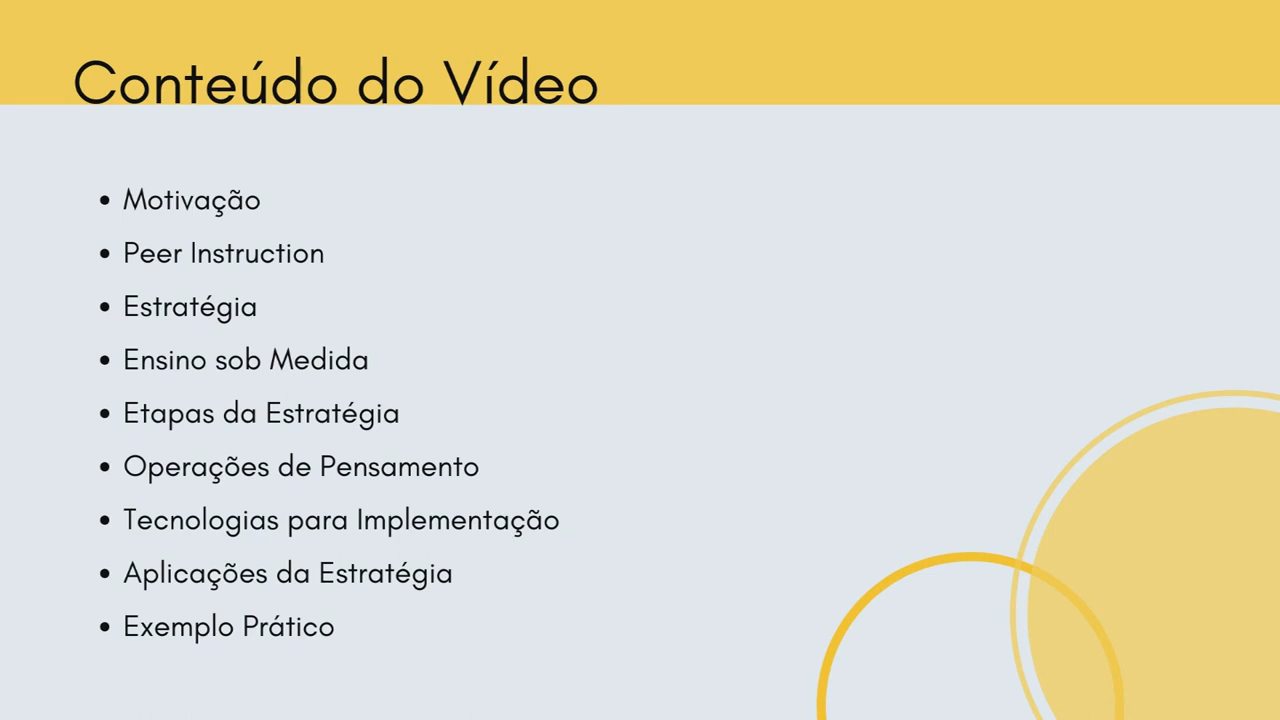 Conteúdo do Vídeo
• Motivação
• Peer Instruction
• Estratégia
• Ensino sob Medida
• Etapas da Estratégia
• Operações de Pensamento
• Tecnologias para Implementação
• Aplicações da Estratégia
• Exemplo Prático